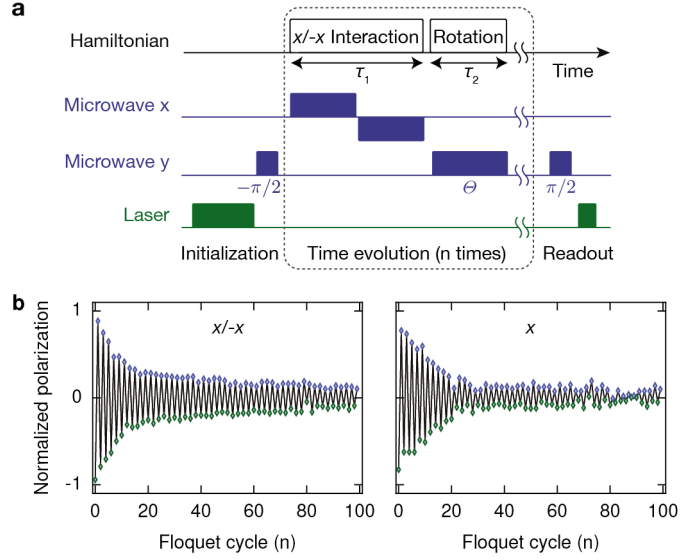 a
Hamiltonian
x/-x Interaction
Rotation
τ1
τ2
Time
Microwave x
Microwave y
−π/2
Θ
π/2
Laser
Initialization
Time evolution (n times)
Readout
b
Normalized polarization
1
0
-1
x/-x
x
0 20 40 60 80 100
0 20 40 60 80 100
Floquet cycle (n)
Floquet cycle (n)